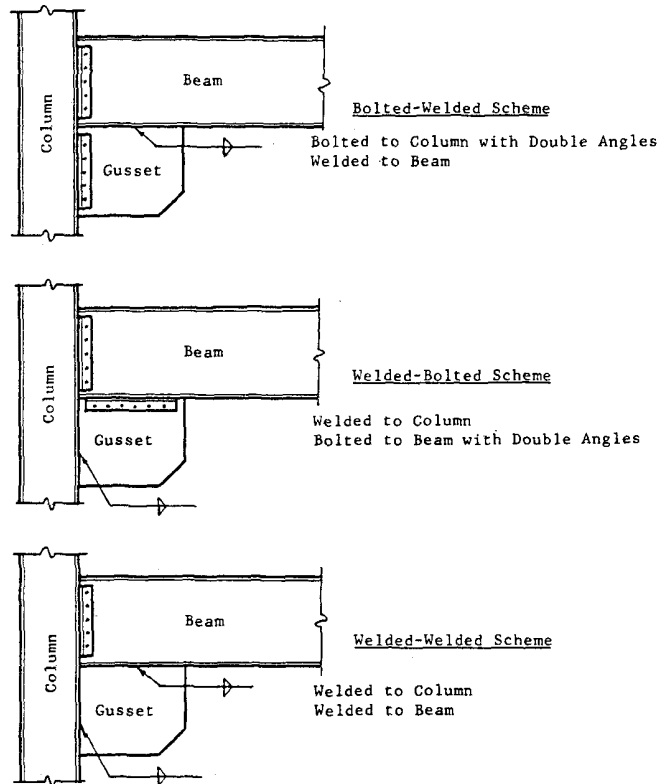 Column
Beam
Gusset
Bolted-Welded Scheme
Bolted to Column with Double Angles
Welded to Beam
Column
Beam
Gusset
Welded-Bolted Scheme
Welded to Column
Bolted to Beam with Double Angles
Column
Beam
Gusset
Welded-Welded Scheme
Welded to Column
Welded to Beam